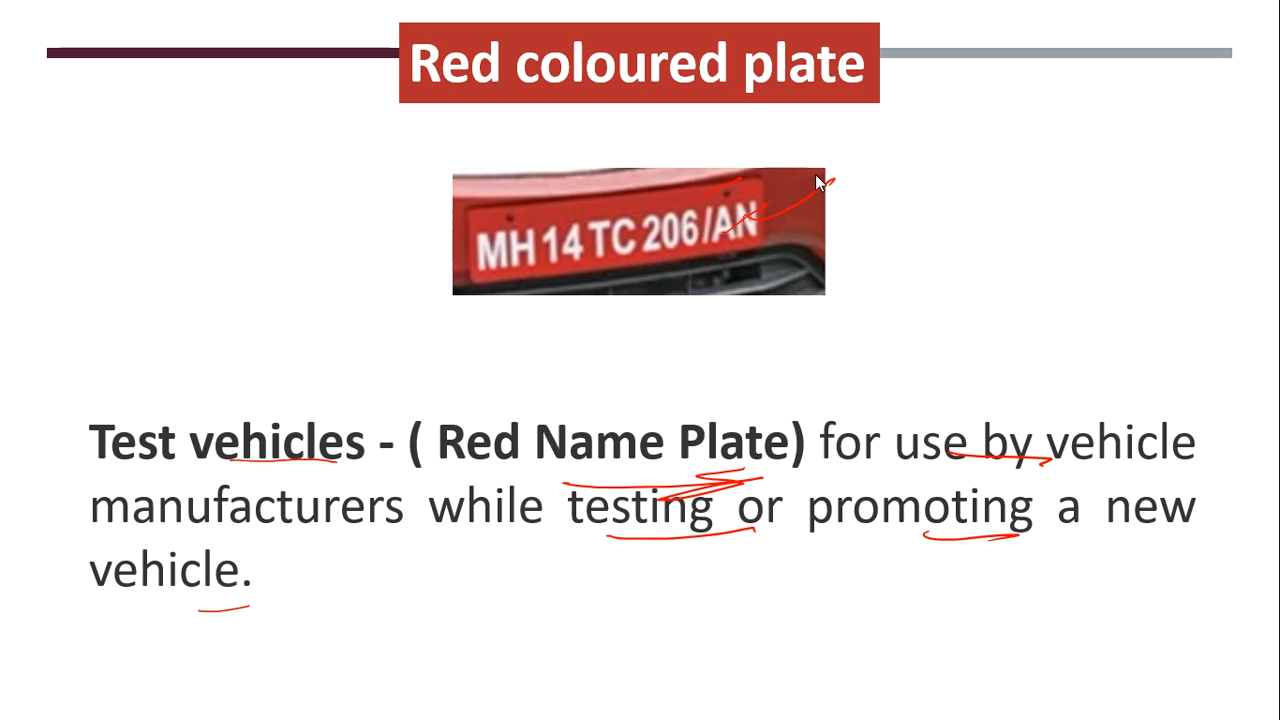 Red coloured plate
MH 14 TC 206/AN
Test vehicles - ( Red Name Plate) for use by vehicle
manufacturers while testing or promoting a new
vehicle.